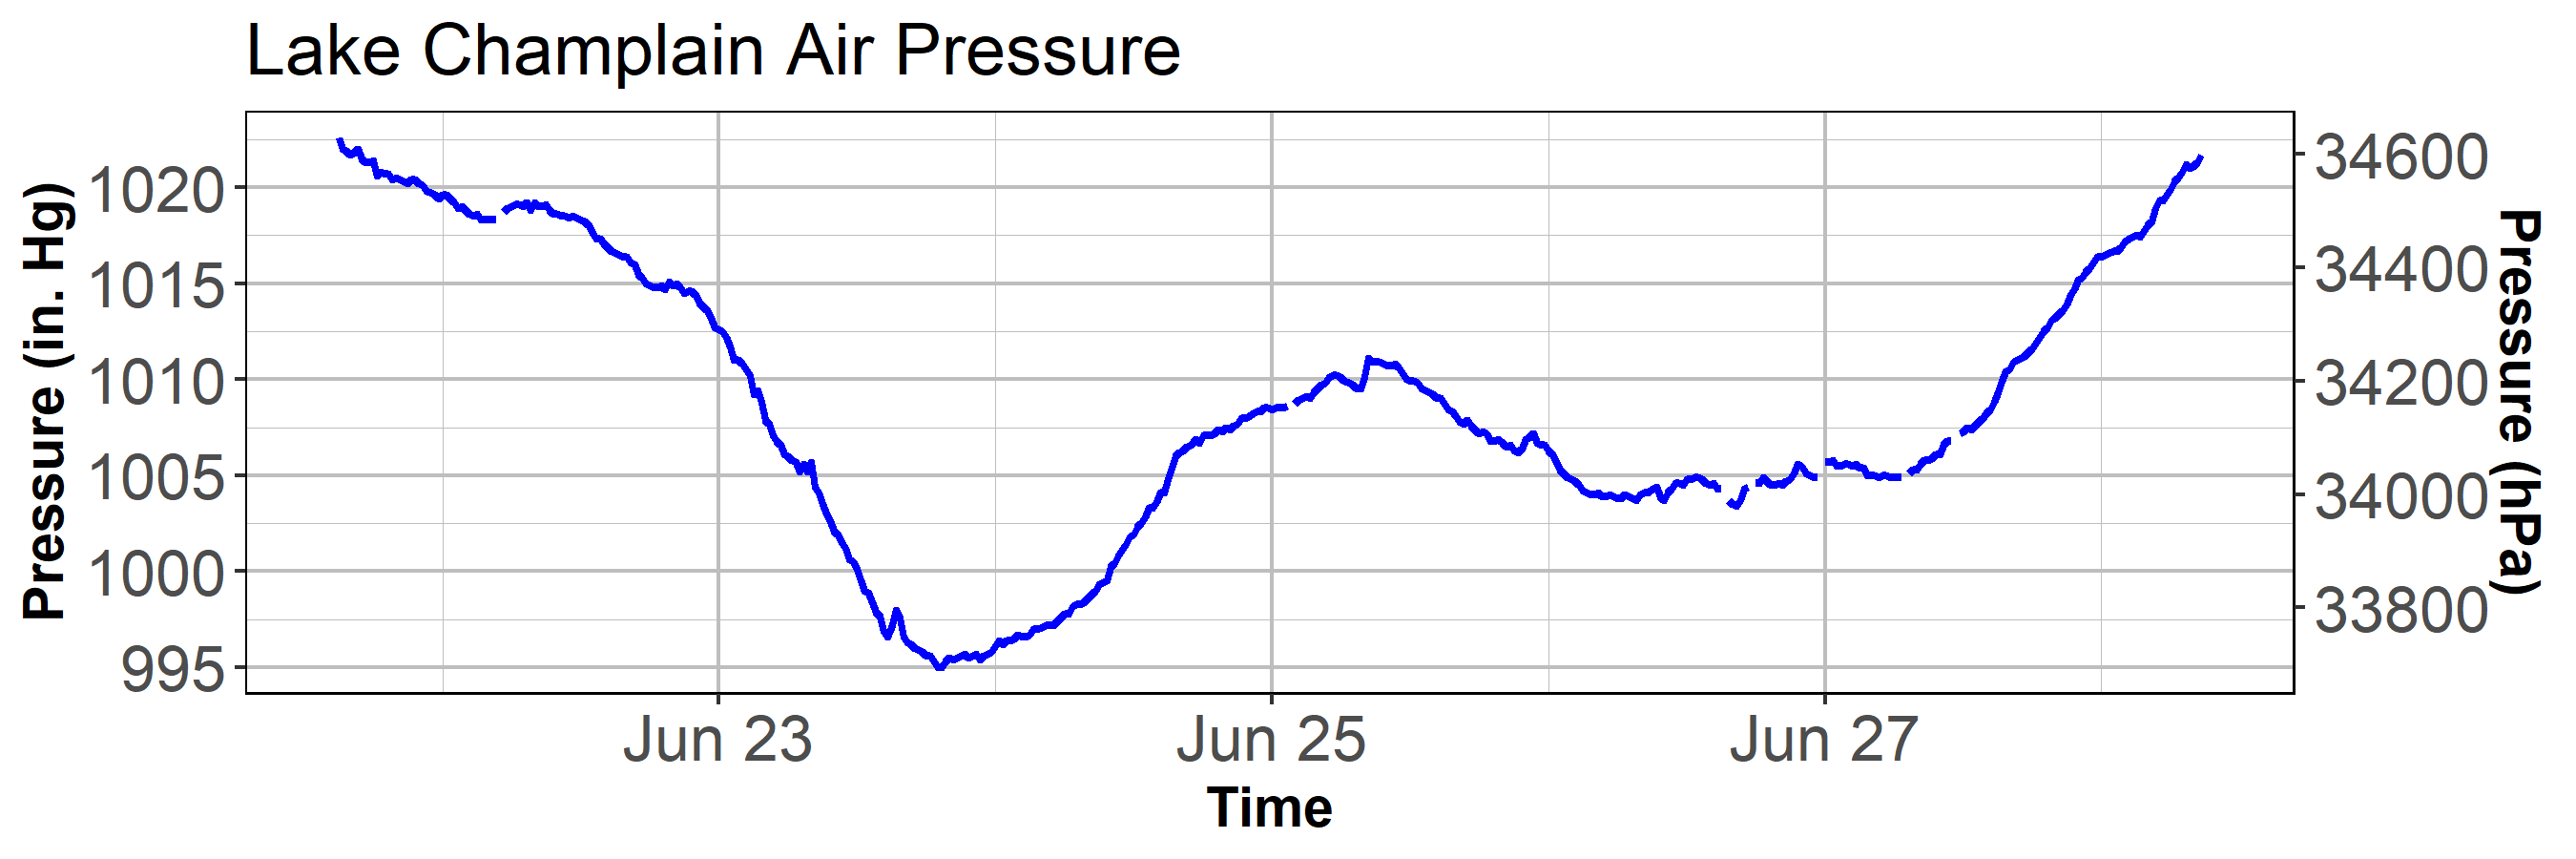 Lake Champlain Air Pressure
Pressure (in. Hg)
1020
1015
1010
1005
1000
995
34600
34400
34200
34000
33800
Pressure (hPa)
Jun 23
Jun 25
Jun 27
Time